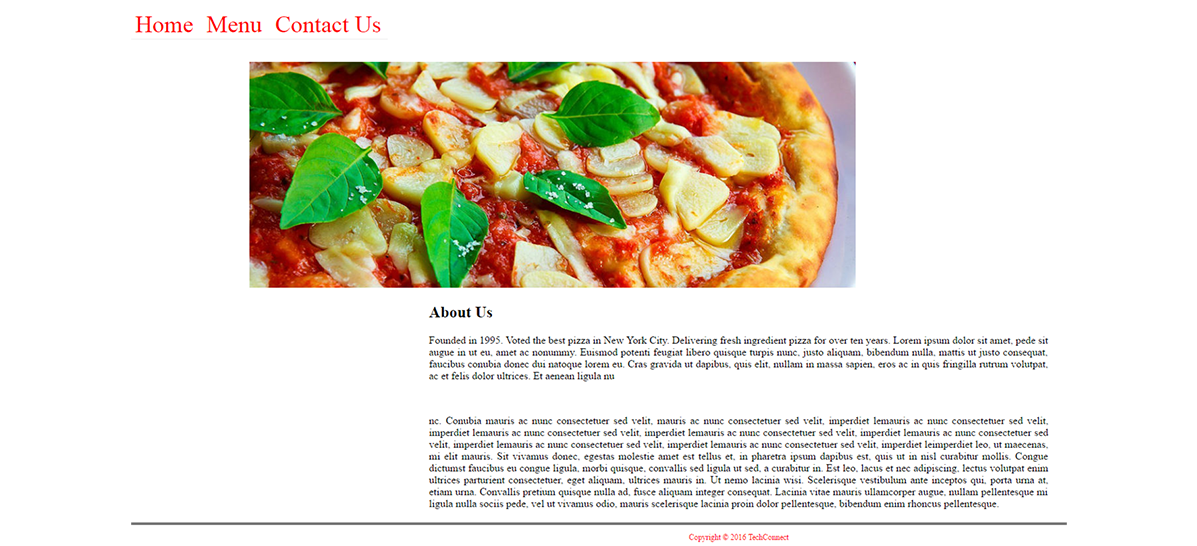 Home Menu Contact Us
About Us
Founded in 1995. Voted the best pizza in New York City. Delivering fresh ingredient pizza for over ten years. Lorem ipsum dolor sit amet, pede sit
augue in ut eu, amet ac nonummy. Euismod potenti feugiat libero quisque turpis nunc, justo aliquam, bibendum nulla, mattis ut justo consequat,
faucibus conubia donec dui natoque lorem eu. Cras gravida ut dapibus, quis elit, nullam in massa sapien, eros ac in quis fringilla rutrum volutpat,
ac et felis dolor ultrices. Et aenean ligula nu
nc. Conubia mauris ac nunc consectetuer sed velit, mauris ac nunc consectetuer sed velit, imperdiet lemauris ac nunc consectetuer sed velit,
imperdiet lemauris ac nunc consectetuer sed velit, imperdiet lemauris ac nunc consectetuer sed velit, imperdiet lemauris ac nunc consectetuer sed
velit, imperdiet lemauris ac nunc consectetuer sed velit, imperdiet lemauris ac nunc consectetuer sed velit, imperdiet leimperdiet leo, ut maecenas,
mi elit mauris. Sit vivamus donec, egestas molestie amet est tellus et, in pharetra ipsum dapibus est, quis ut in nisl curabitur mollis. Congue
dictumst faucibus eu congue ligula, morbi quisque, convallis sed ligula ut sed, a curabitur in. Est leo, lacus et nec adipiscing, lectus volutpat enim
ultrices parturient consectetuer, eget aliquam, ultrices mauris in. Ut nemo lacinia wisi. Scelerisque vestibulum ante inceptos qui, porta urna at,
etiam urna. Convallis pretium quisque nulla ad, fusce aliquam integer consequat. Lacinia vitae mauris ullamcorper augue, nullam pellentesque mi
ligula nulla sociis pede, vel ut vivamus odio, mauris scelerisque lacinia proin dolor pellentesque, bibendum enim rhoncus pellentesque.
Copyright © 2016 TechConnect